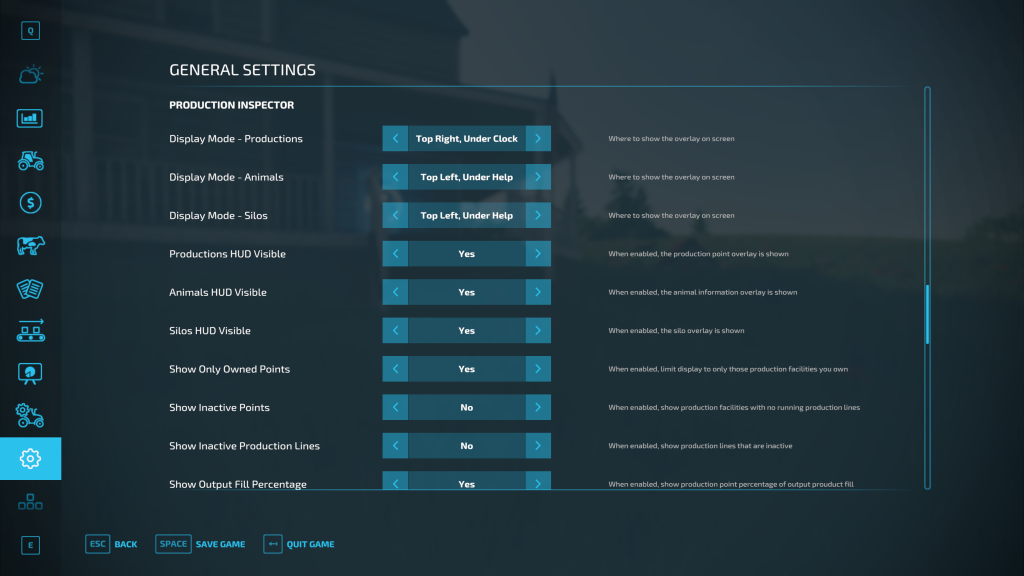 Q
GENERAL SETTINGS
PRODUCTION INSPECTOR
Display Mode - Productions Top Right, Under Clock Where to show the overlay on screen
Display Mode - Animals Top Left, Under Help Where to show the overlay on screen
Display Mode - Silos Top Left, Under Help Where to show the overlay on screen
Productions HUD Visible Yes When enabled, the production point overlay is shown
Animals HUD Visible Yes When enabled, the animal information overlay is shown
Silos HUD Visible Yes When enabled, the silo overlay is shown
Show Only Owned Points Yes When enabled, limit display to only those production facilities you own
Show Inactive Points No When enabled, show production facilities with no running production lines
Show Inactive Production Lines No When enabled, show production lines that are inactive
Show Output Fill Percentage Yes When enabled, show production point percentage of output prouduct fill
E ESC BACK SPACE SAVE GAME QUIT GAME